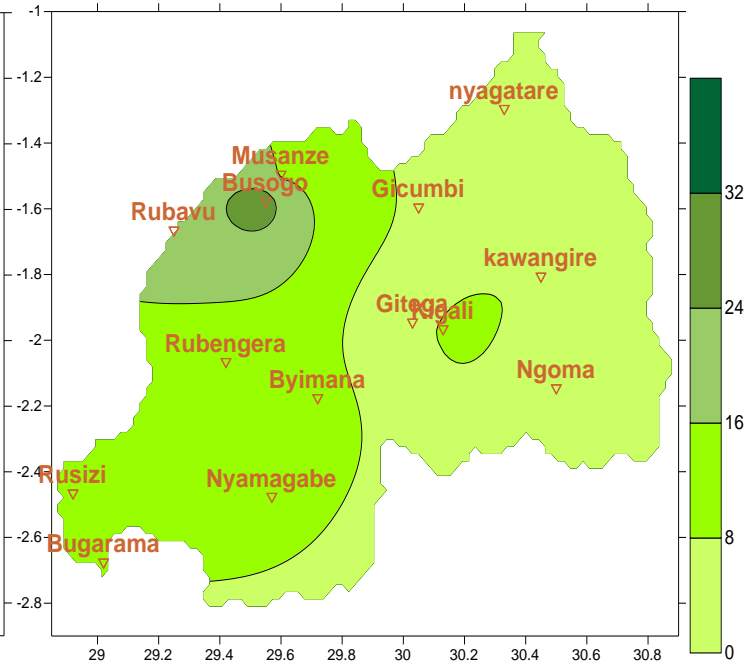 -1
-1.2
-1.4
-1.6
-1.8
-2
-2.2
-2.4
-2.6
-2.8
nyagatare
Musanze
Busogo
Gicumbi
Rubavu
kawangire
Gitega
Kigali
Rubengera
Byimana
Ngoma
Rusizi
Nyamagabe
Bugarama
29
29.2
29.4
29.6
29.8
30
30.2
30.4
30.6
30.8
32
24
16
8
0